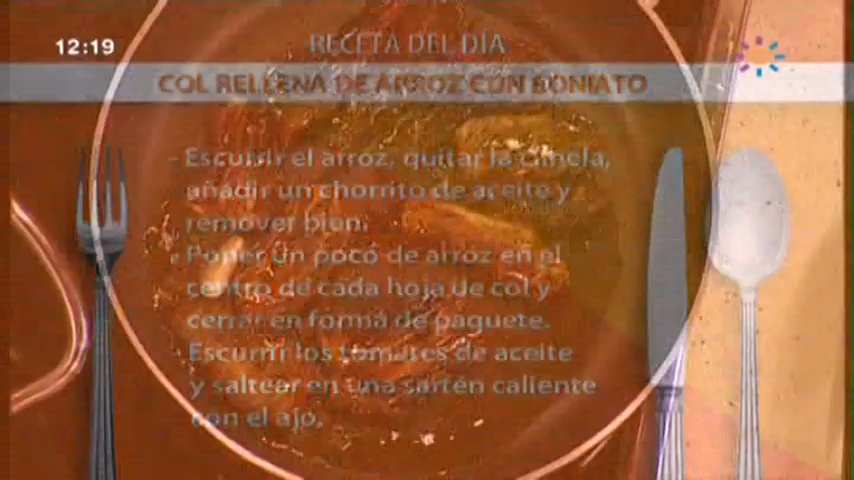 12:19
RECETA DEL DÍA
COL RELLENA DE ARROZ CON BONIATO
- Escurrir el arroz, quitar la canela,
añadir un chorrito de aceite y
remover bien.
- Poner un poco de arroz en el
centro de cada hoja de col y
cerrar en forma de paquete.
- Escurrir los tomates de aceite
y saltear en una sartén caliente
con el ajo.